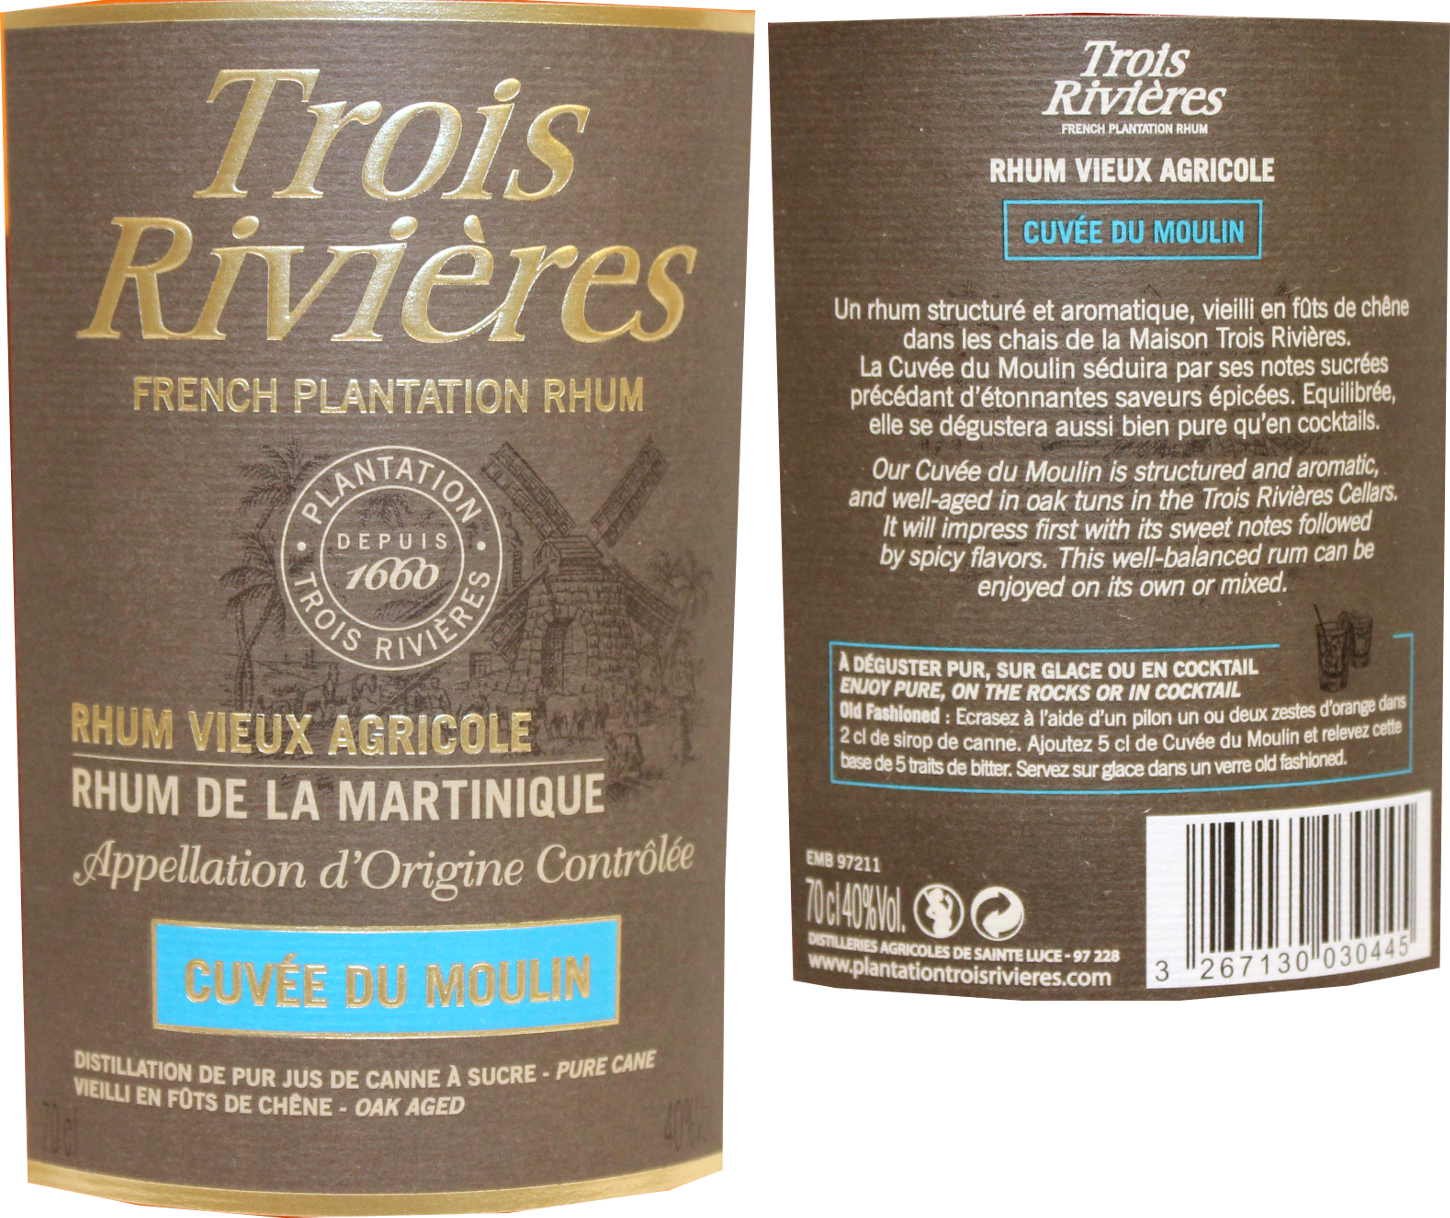 Trois
Rivières
FRENCH PLANTATION RHUM
PLANTATION
DEPUIS
1660
TROIS RIVIÈRES
RHUM VIEUX AGRICOLE
RHUM DE LA MARTINIQUE
Appellation d'Origine Contrôlée
CUVÉE DU MOULIN
DISTILLATION DE PUR JUS DE CANNE À SUCRE - PURE CANE
VIEILLI EN FÛTS DE CHÊNE - OAK AGED
70 cl
Trois
Rivières
FRENCH PLANTATION RHUM
RHUM VIEUX AGRICOLE
CUVÉE DU MOULIN
Un rhum structuré et aromatique, vieilli en fûts de chêne
dans les chais de la Maison Trois Rivières.
La Cuvée du Moulin séduira par ses notes sucrées
précédant d'étonnantes saveurs épicées. Equilibrée,
elle se dégustera aussi bien pure qu'en cocktails.
Our Cuvée du Moulin is structured and aromatic,
and well-aged in oak tuns in the Trois Rivières Cellars.
It will impress first with its sweet notes followed
by spicy flavors. This well-balanced rum can be
enjoyed on its own or mixed.
À DÉGUSTER PUR, SUR GLACE OU EN COCKTAIL
ENJOY PURE, ON THE ROCKS OR IN COCKTAIL
Old Fashioned : Ecrasez à l'aide d'un pilon un ou deux zestes d'orange dans
2 cl de sirop de canne. Ajoutez 5 cl de Cuvée du Moulin et relevez cette
base de 5 traits de bitter. Servez sur glace dans un verre old fashioned.
EMB 97211
70 cl 40%Vol.
DISTILLERIES AGRICOLES DE SAINTE LUCE - 97 228
www.plantationtroisrivieres.com
3 267130 030445